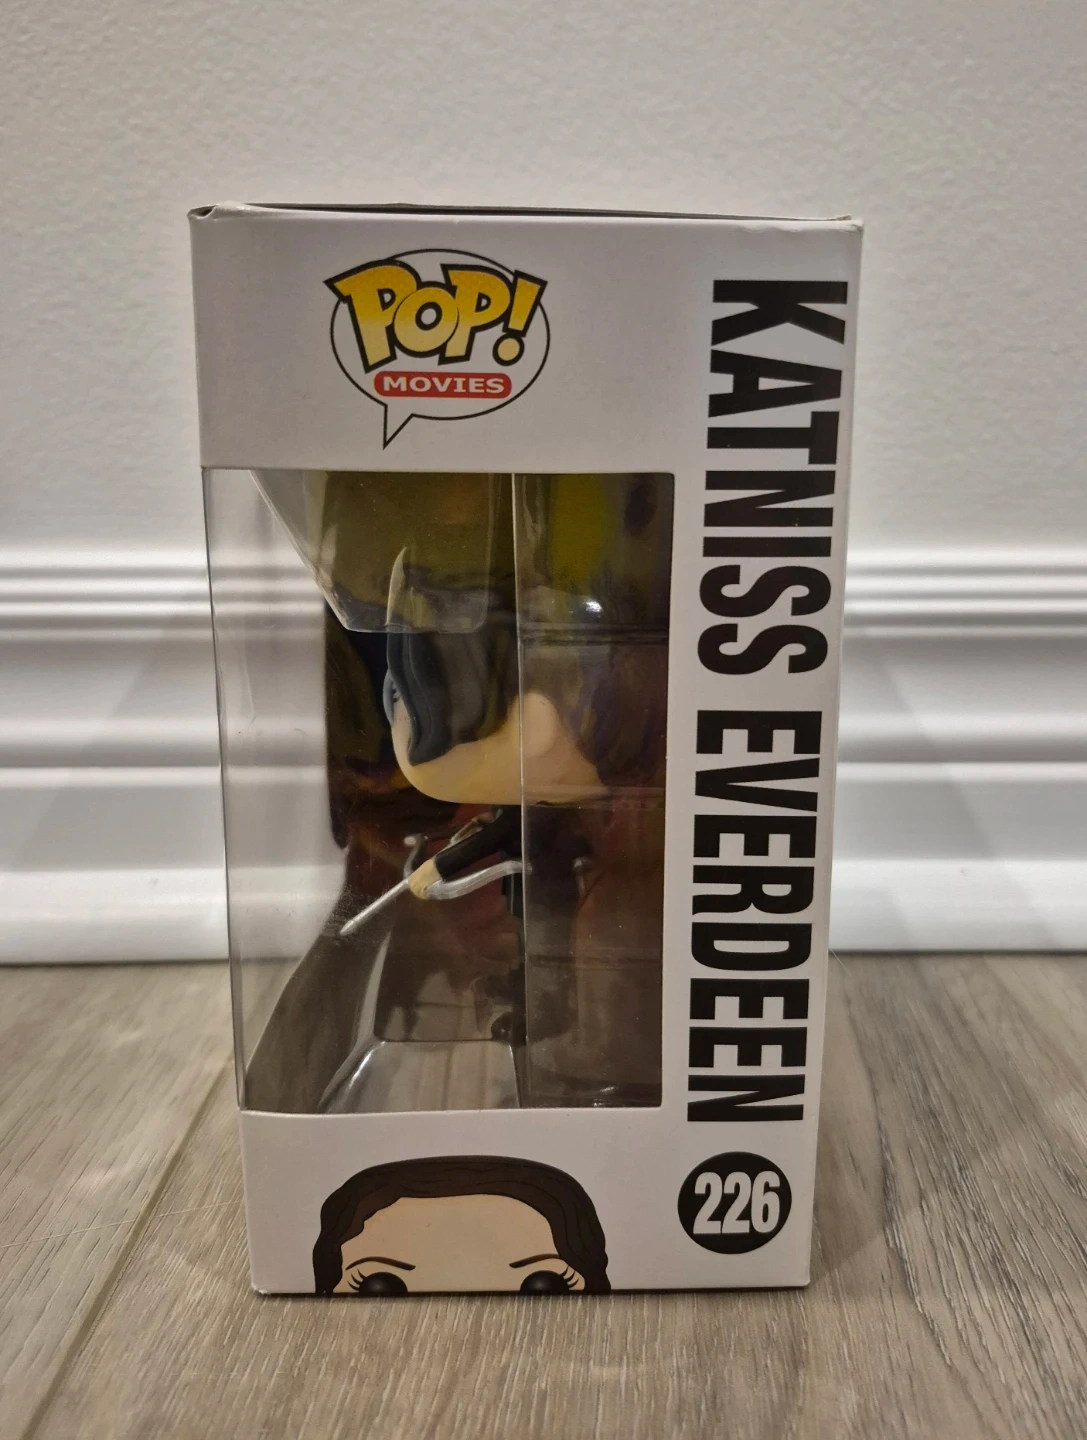 POP!
MOVIES
KATNISS EVERDEEN
226